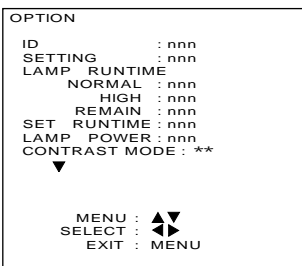 OPTION
ID : nnn
SETTING : nnn
LAMP RUNTIME
NORMAL : nnn
HIGH : nnn
REMAIN : nnn
SET RUNTIME : nnn
LAMP POWER : nnn
CONTRAST MODE : **
▼
MENU : ▲▼
SELECT : ◀▶
EXIT : MENU